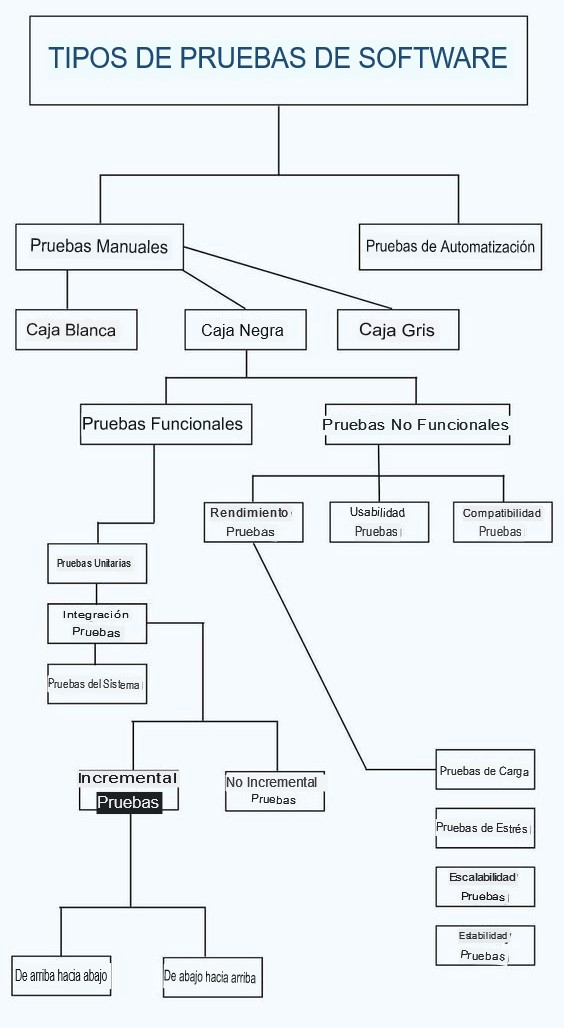 TIPOS DE PRUEBAS DE SOFTWARE
Pruebas Manuales
Pruebas de Automatización
Caja Blanca
Caja Negra
Caja Gris
Pruebas Funcionales
Pruebas No Funcionales
Rendimiento
Pruebas
Usabilidad
Pruebas
Compatibilidad
Pruebas
Pruebas Unitarias
Integración
Pruebas
Pruebas del Sistema
Incremental
Pruebas
No Incremental
Pruebas
Pruebas de Carga
Pruebas de Estrés
Escalabilidad
Pruebas
Estabilidad
Pruebas
De arriba hacia abajo
De abajo hacia arriba